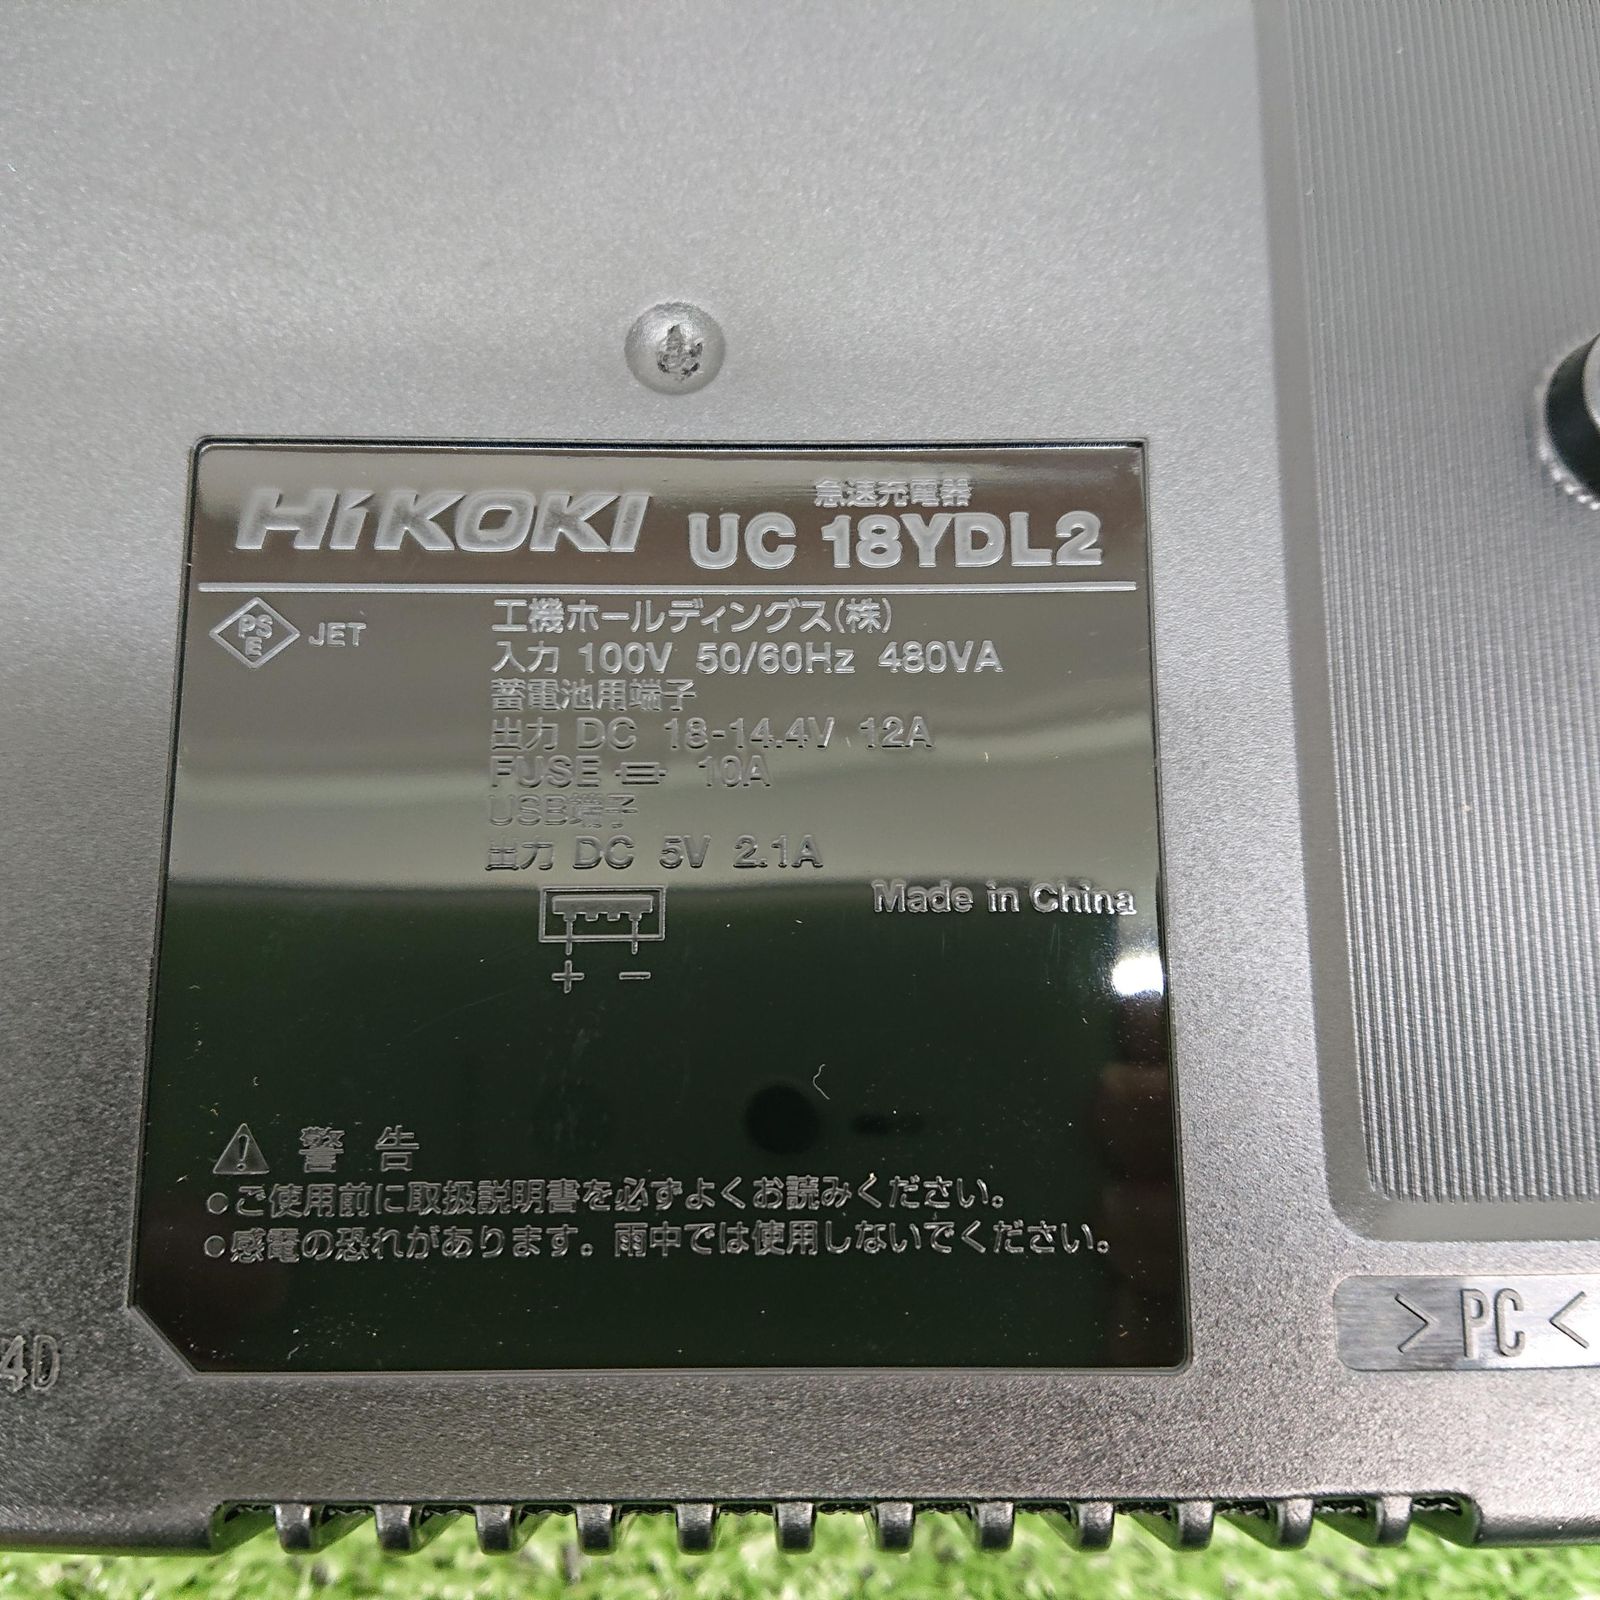 HiKOKI 急速充電器
UC 18YDL2
PS
E
JET
工機ホールディングス(株)
入力 100V 50/60Hz 480VA
蓄電池用端子
出力 DC 18-14.4V 12A
FUSE 10A
USB端子
出力 DC 5V 2.1A
Made in China
+ −
警告
●ご使用前に取扱説明書を必ずよくお読みください。
●感電の恐れがあります。雨中では使用しないでください。
4D
>PC<